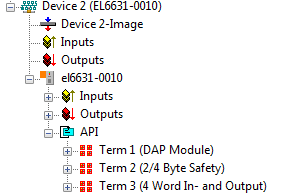 Device 2 (EL6631-0010)
Device 2-Image
Inputs
Outputs
el6631-0010
Inputs
Outputs
API
Term 1 (DAP Module)
Term 2 (2/4 Byte Safety)
Term 3 (4 Word In- and Output)